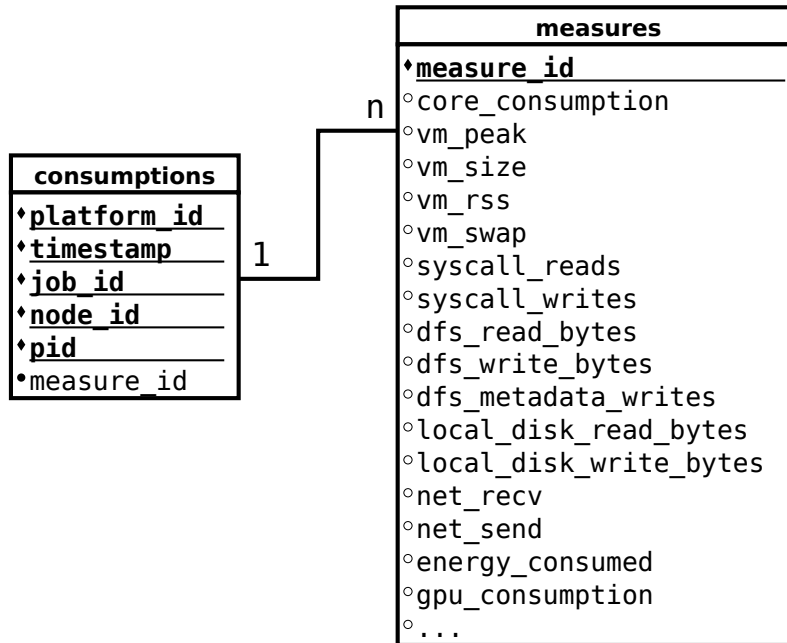 consumptions
platform_id
timestamp
job_id
node_id
pid
measure_id
1
n
measures
measure_id
core_consumption
vm_peak
vm_size
vm_rss
vm_swap
syscall_reads
syscall_writes
dfs_read_bytes
dfs_write_bytes
dfs_metadata_writes
local_disk_read_bytes
local_disk_write_bytes
net_recv
net_send
energy_consumed
gpu_consumption
...